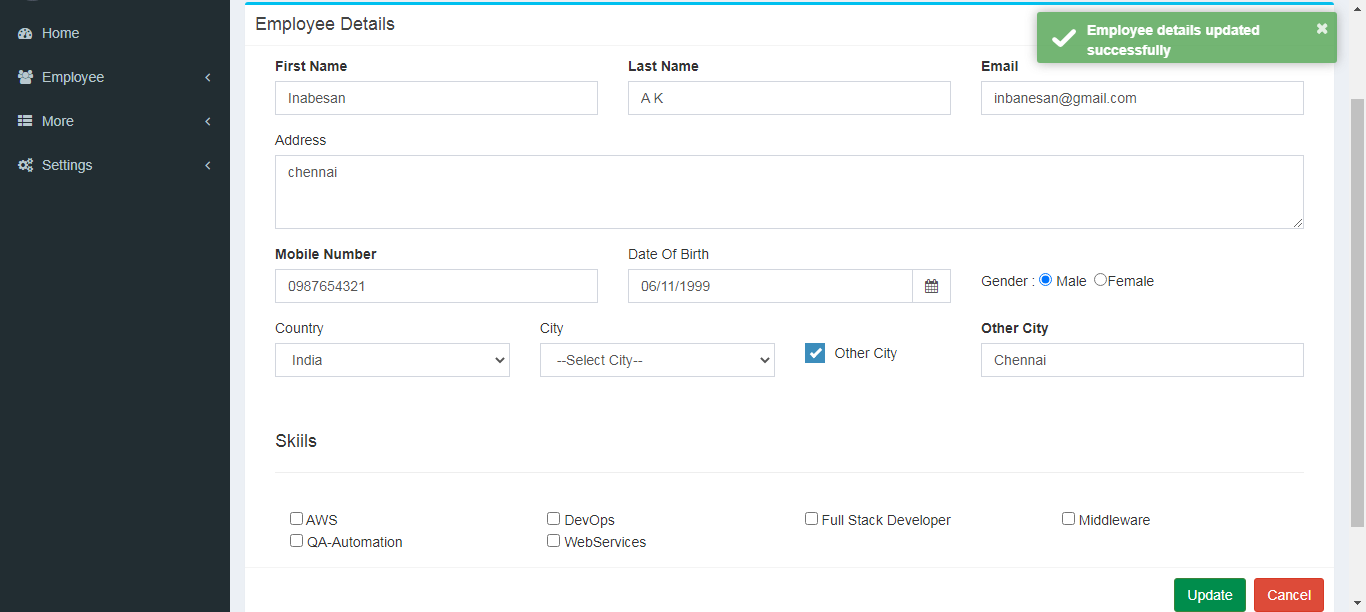 Home
Employee
More
Settings
Employee Details
Employee details updated
successfully
First Name
Last Name
Email
Inabesan
A K
inbanesan@gmail.com
Address
chennai
Mobile Number
Date Of Birth
0987654321
06/11/1999
Gender : Male Female
Country
City
Other City
India
--Select City--
Other City
Chennai
Skiils
AWS
DevOps
Full Stack Developer
Middleware
QA-Automation
WebServices
Update
Cancel